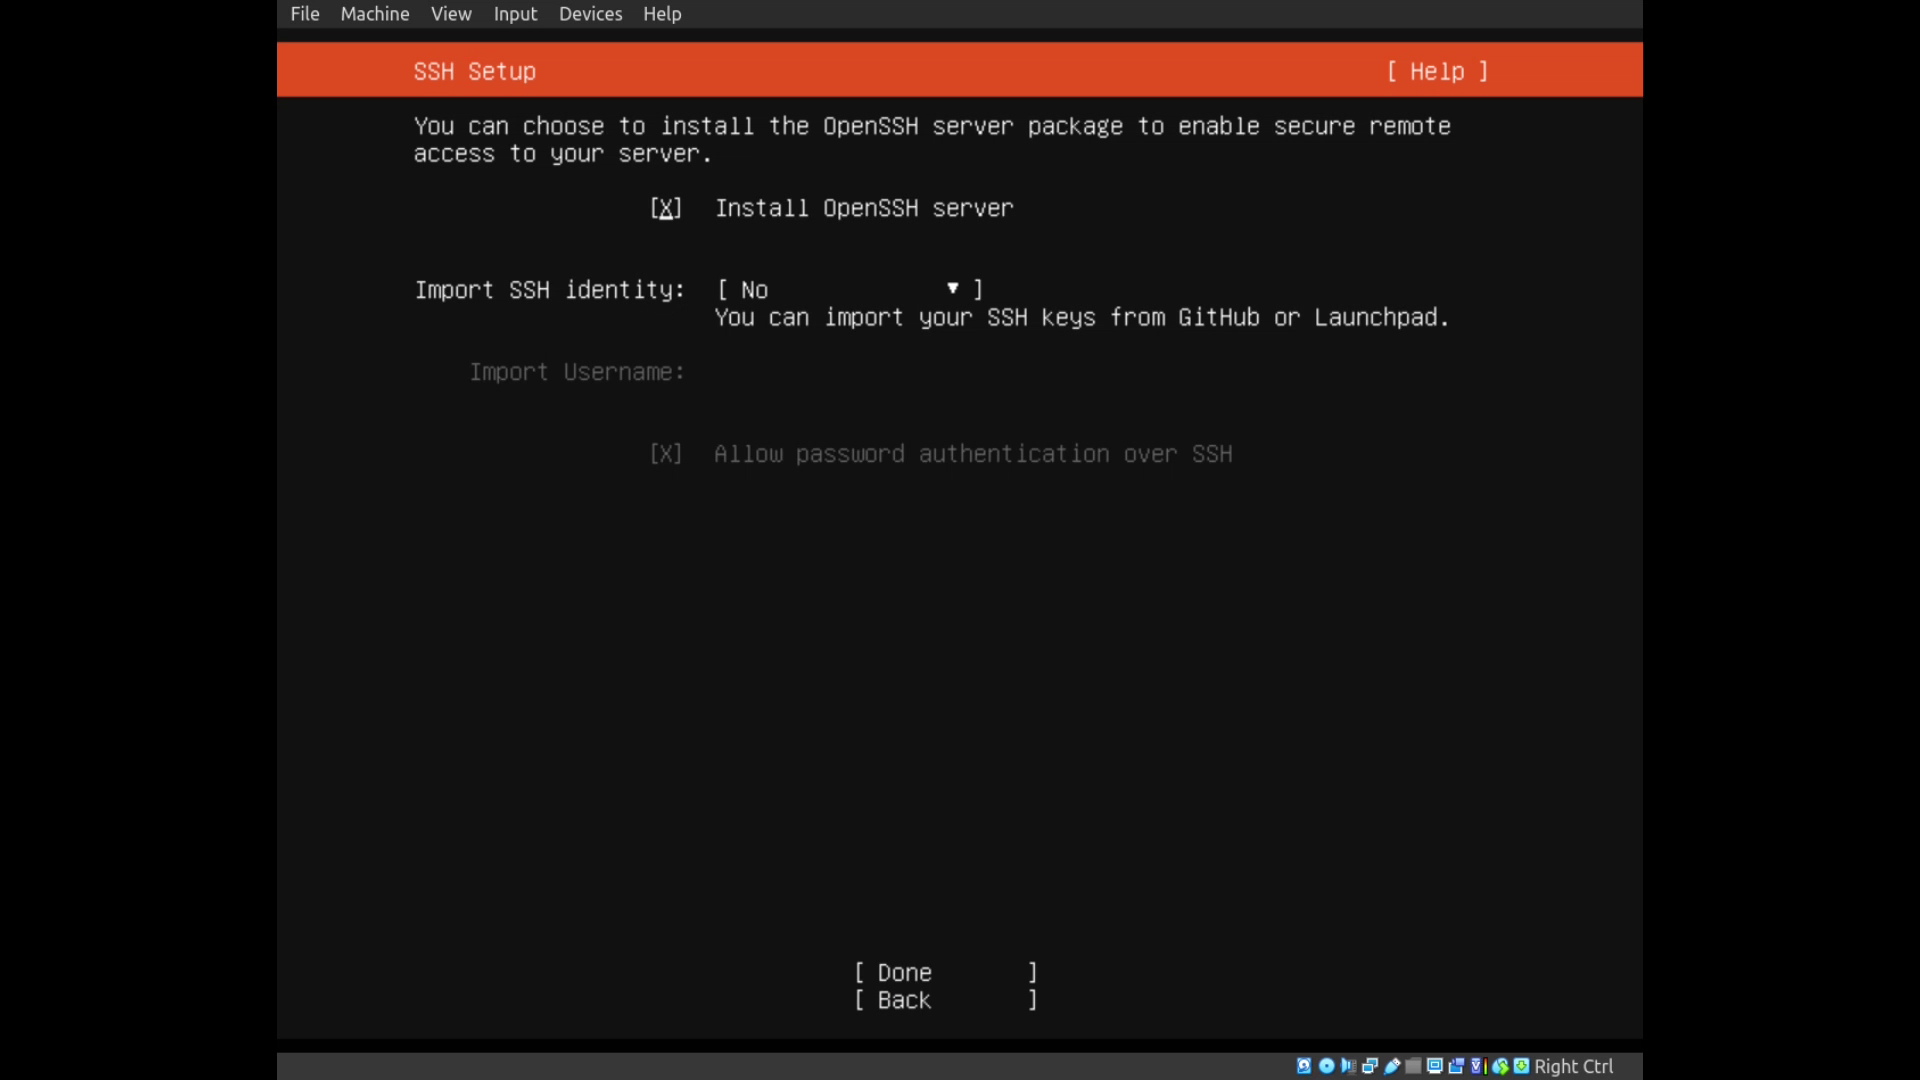 File Machine View Input Devices Help
SSH Setup [ Help ]
You can choose to install the OpenSSH server package to enable secure remote
access to your server.
[X] Install OpenSSH server
Import SSH identity: [ No ▾ ]
You can import your SSH keys from GitHub or Launchpad.
Import Username:
[X] Allow password authentication over SSH
[ Done ]
[ Back ]
Right Ctrl